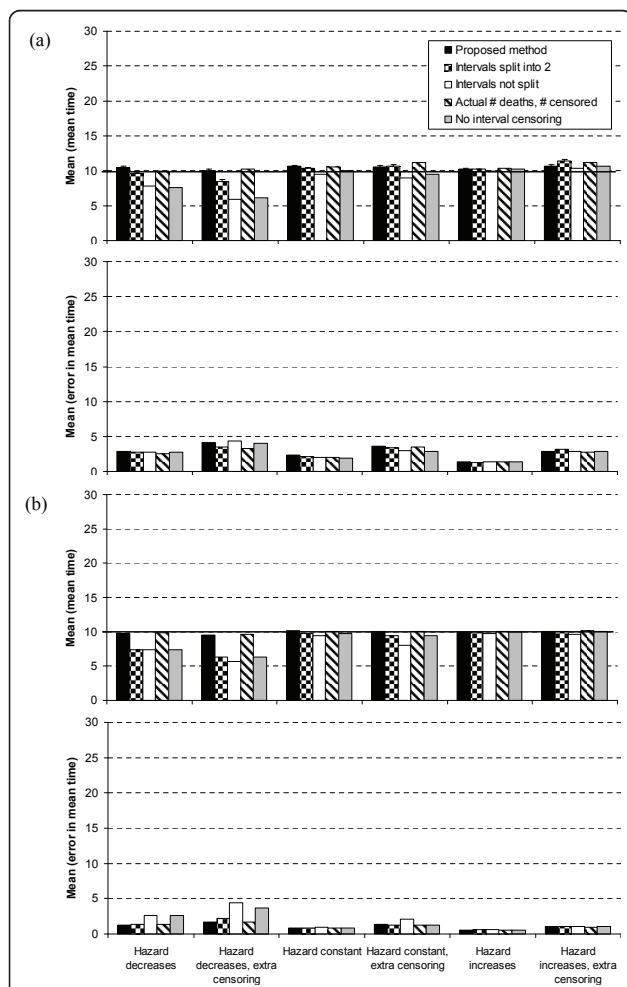 (a)
30
25
20
15
10
5
0
Mean (mean time)
Proposed method
Intervals split into 2
Intervals not split
Actual # deaths, # censored
No interval censoring
30
25
20
15
10
5
0
Mean (error in mean time)
(b)
30
25
20
15
10
5
0
Mean (mean time)
30
25
20
15
10
5
0
Mean (error in mean time)
Hazard
decreases
Hazard
decreases, extra
censoring
Hazard constant
Hazard constant,
extra censoring
Hazard
increases
Hazard
increases, extra
censoring